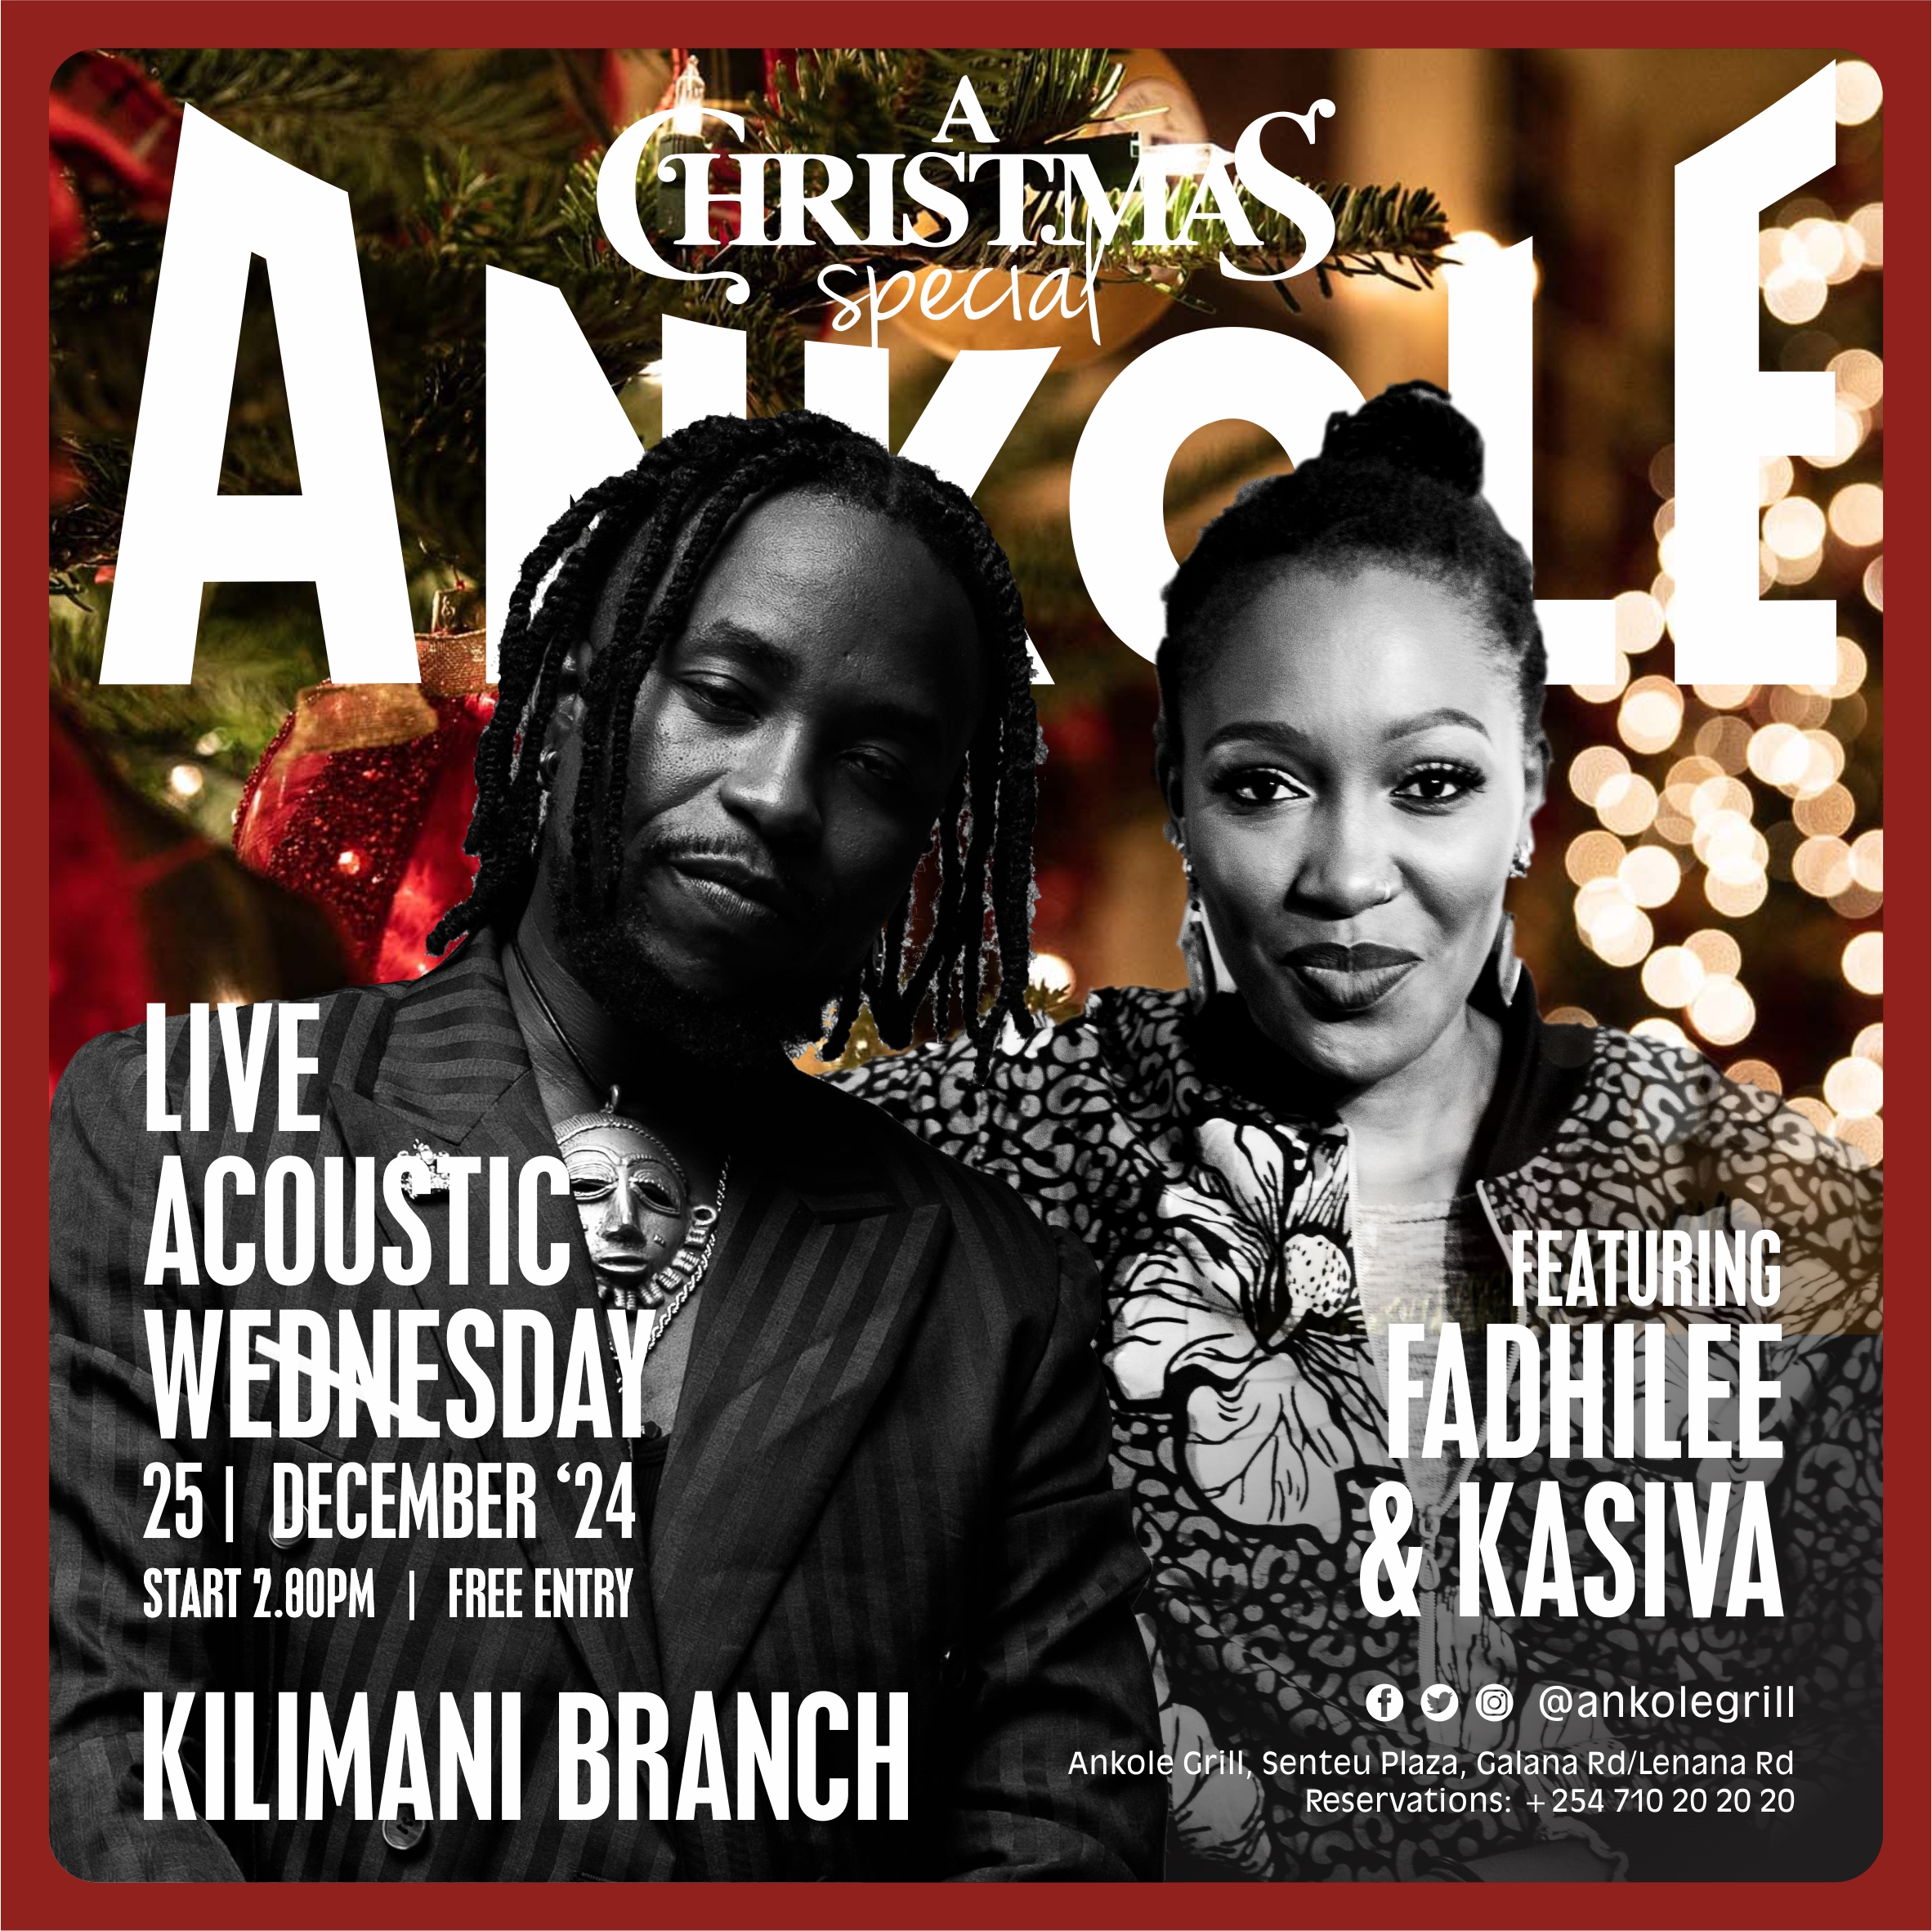 A
CHRISTMAS
special
ANKOLE
LIVE
ACOUSTIC
WEDNESDAY
25 | DECEMBER ‘24
START 2.00PM | FREE ENTRY
KILIMANI BRANCH
FEATURING
FADHILEE
& KASIVA
@ankolegrill
Ankole Grill, Senteu Plaza, Galana Rd/Lenana Rd
Reservations: +254 710 20 20 20